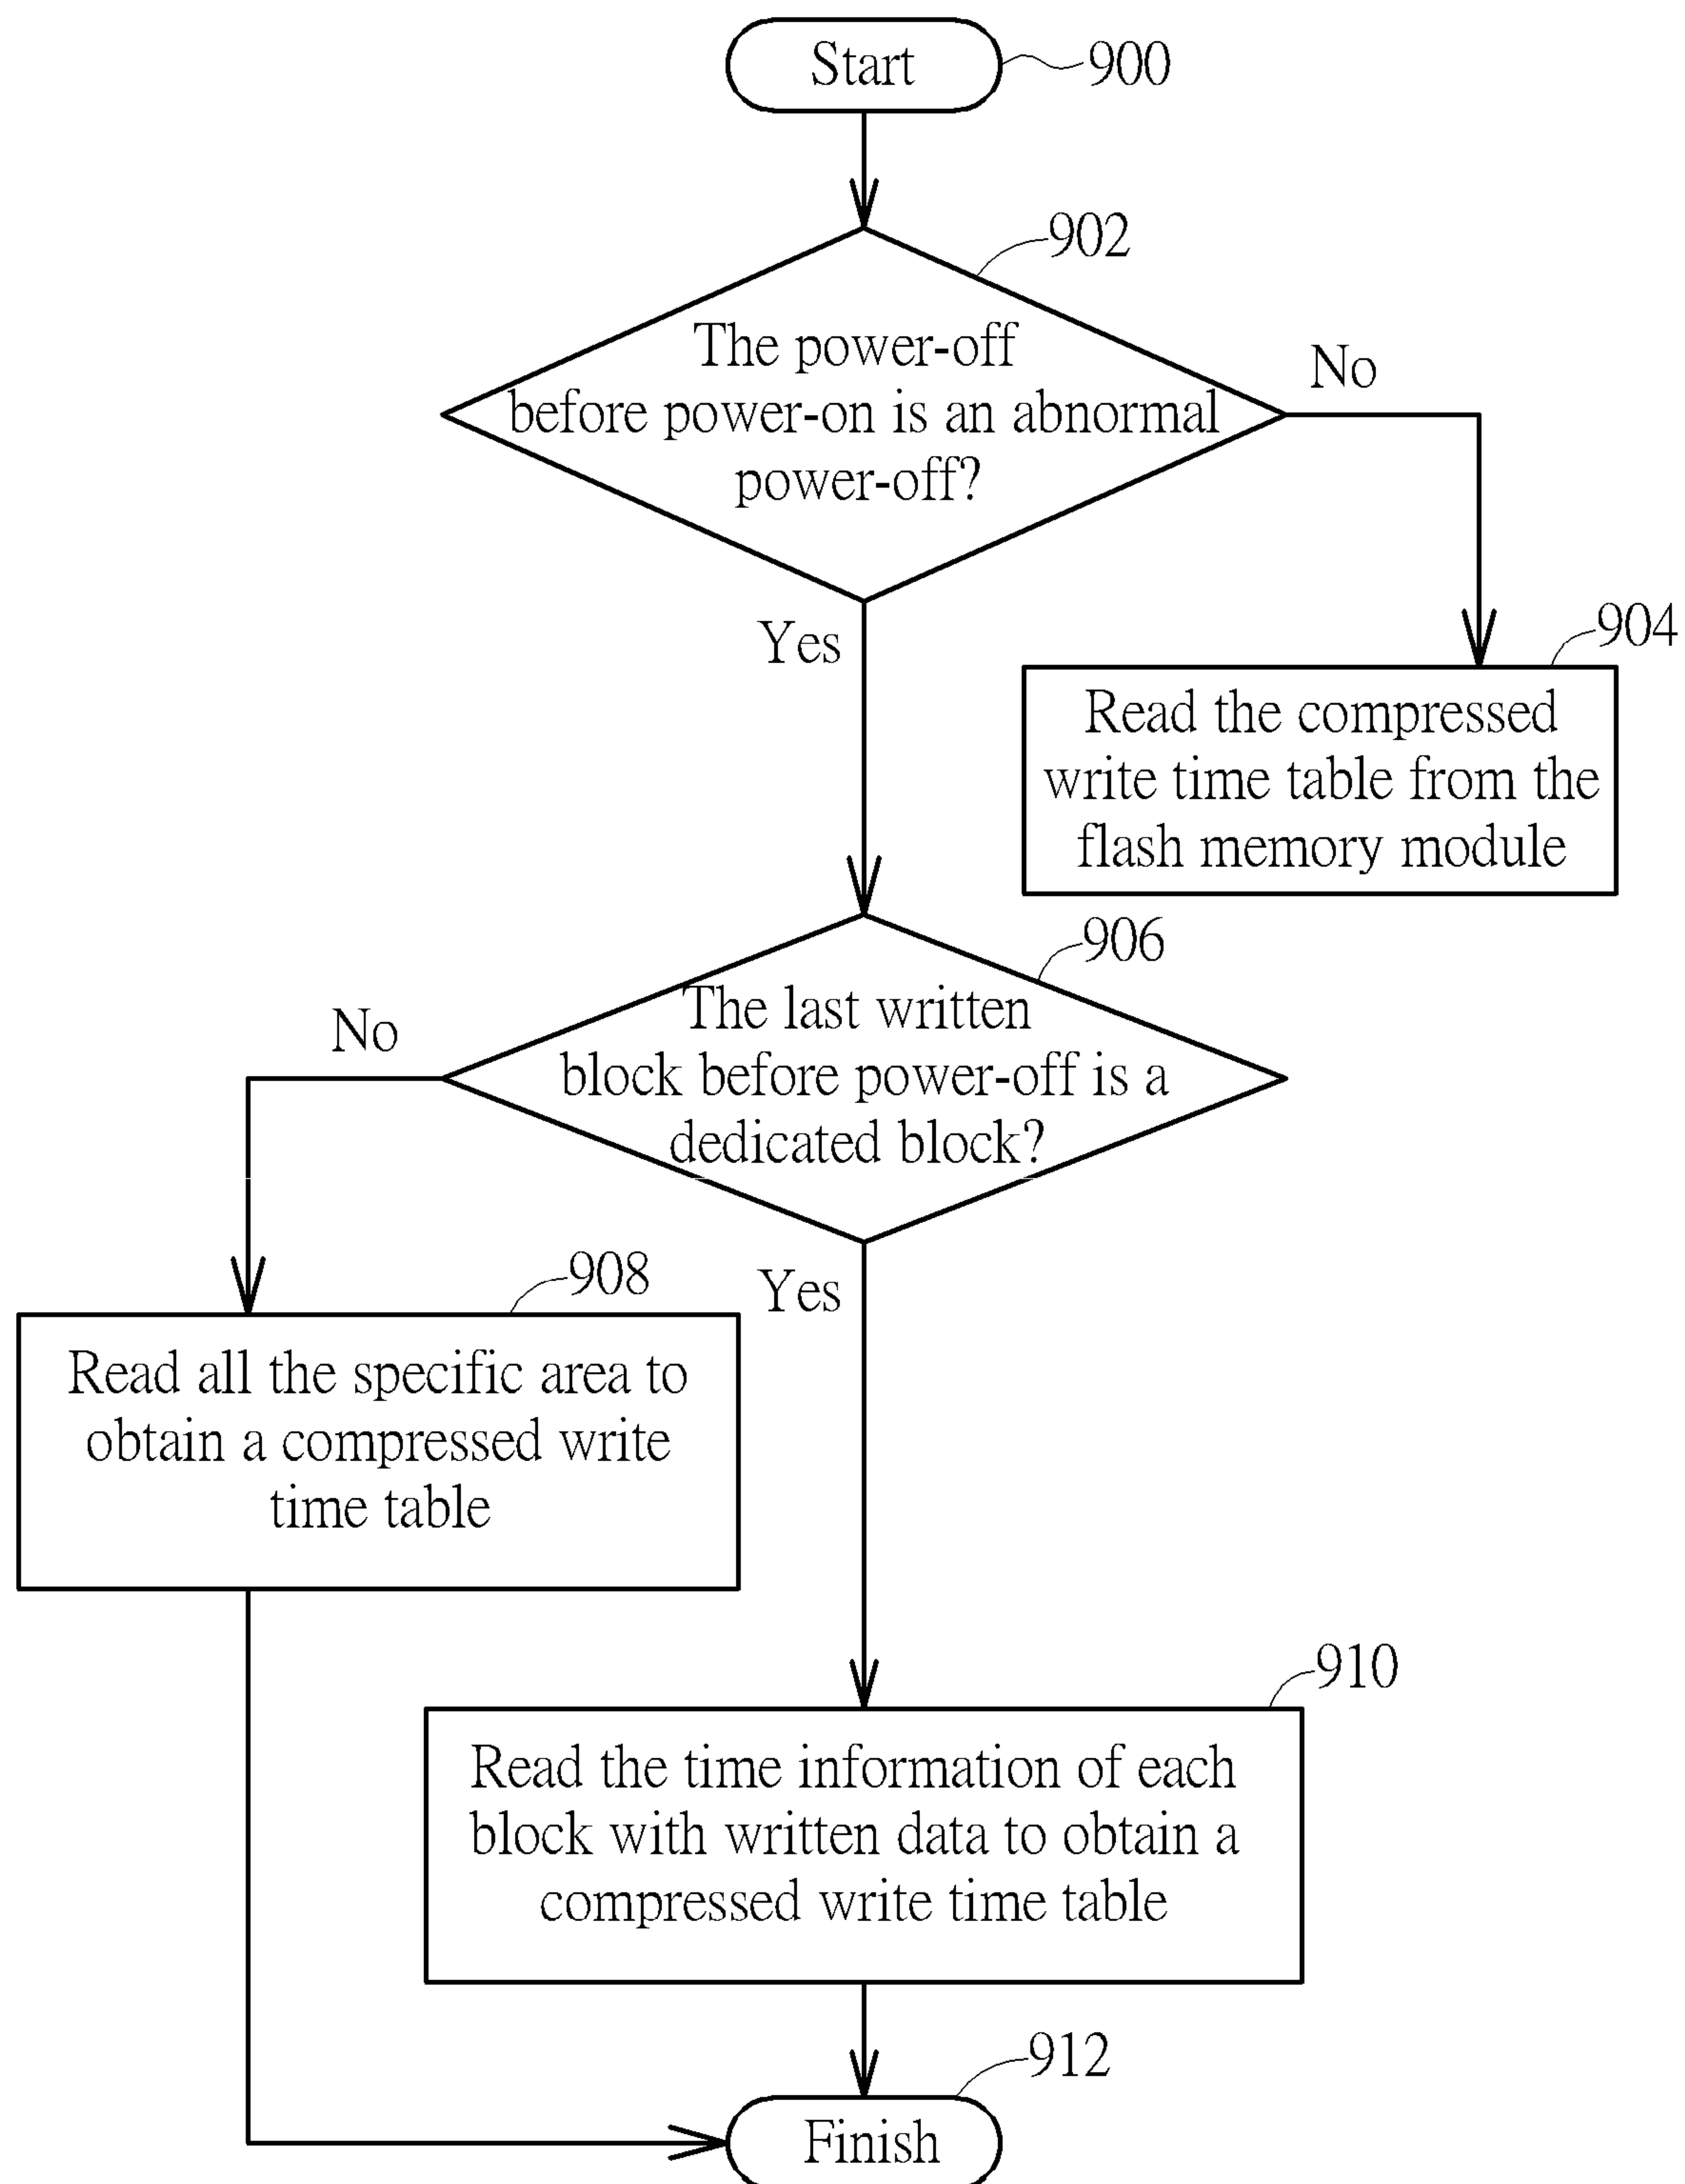 Start
900
902
The power-off
before power-on is an abnormal
power-off?
No
Yes
904
Read the compressed
write time table from the
flash memory module
906
The last written
block before power-off is a
dedicated block?
No
Yes
908
Read all the specific area to
obtain a compressed write
time table
910
Read the time information of each
block with written data to obtain a
compressed write time table
912
Finish